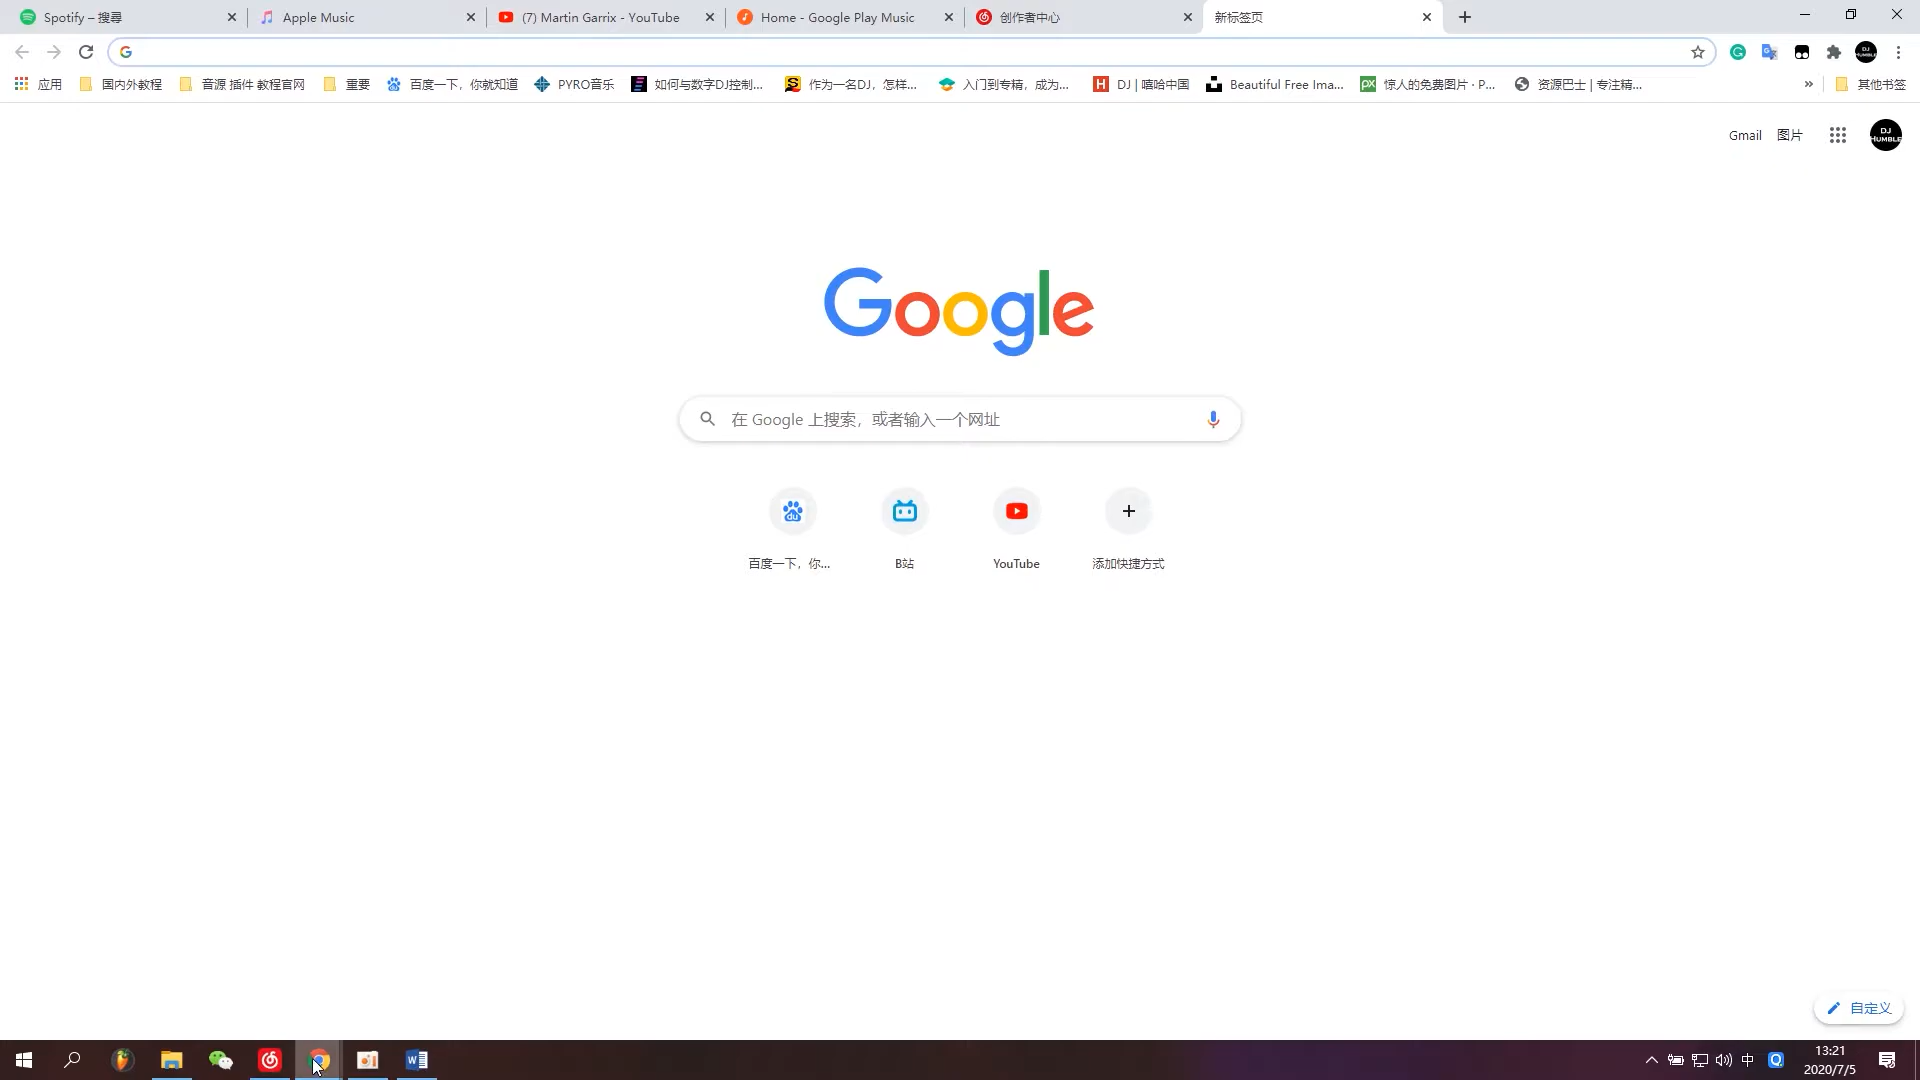 Spotify – 搜尋
Apple Music
(7) Martin Garrix - YouTube
Home - Google Play Music
创作者中心
新标签页
应用
国内外教程
音源 插件 教程官网
重要
百度一下，你就知道
PYRO音乐
如何与数字DJ控制...
作为一名DJ，怎样...
入门到专精，成为...
DJ | 嘻哈中国
Beautiful Free Ima...
惊人的免费图片 · P...
资源巴士 | 专注精...
»
其他书签
Gmail
图片
DJ
HUMBLE
Google
在 Google 上搜索，或者输入一个网址
百度一下，你...
B站
YouTube
添加快捷方式
自定义
中
13:21
2020/7/5